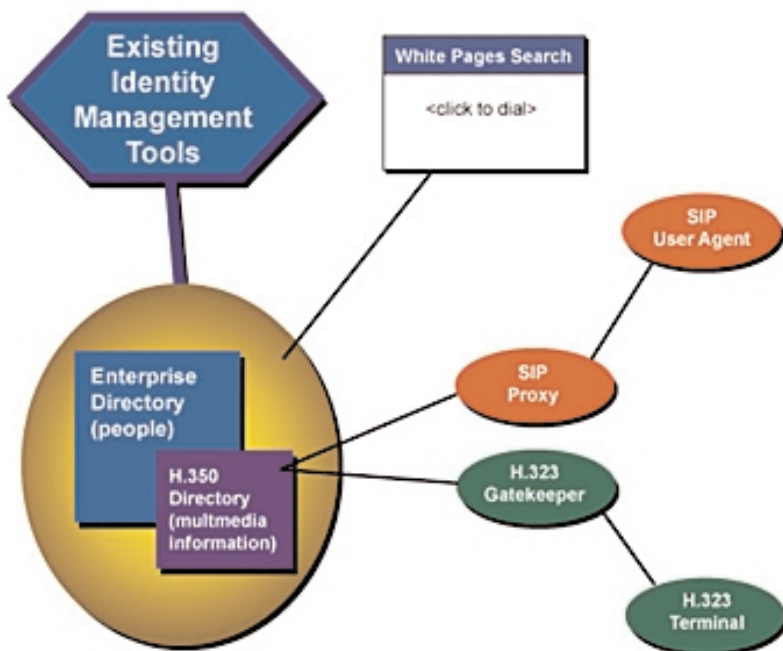 Existing
Identity
Management
Tools
White Pages Search
<click to dial>
SIP
User Agent
Enterprise
Directory
(people)
SIP
Proxy
H.350
Directory
(multmedia
information)
H.323
Gatekeeper
H.323
Terminal